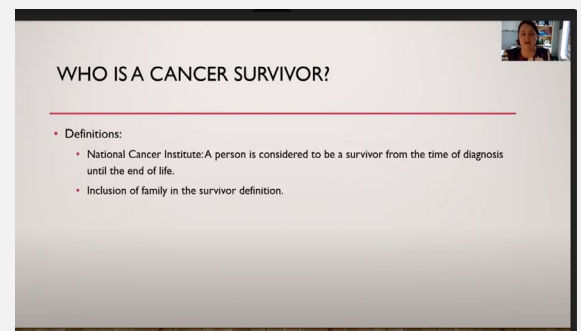 WHO IS A CANCER SURVIVOR?
• Definitions:
• National Cancer Institute: A person is considered to be a survivor from the time of diagnosis
until the end of life.
• Inclusion of family in the survivor definition.